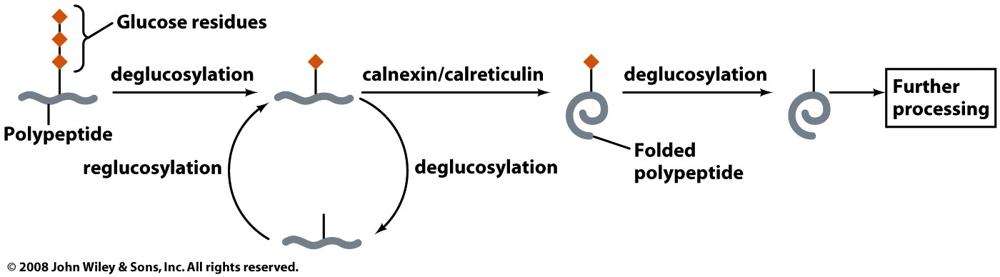 Glucose residues
deglucosylation
calnexin/calreticulin
deglucosylation
Further
processing
Polypeptide
Folded
polypeptide
reglucosylation
deglucosylation
© 2008 John Wiley & Sons, Inc. All rights reserved.